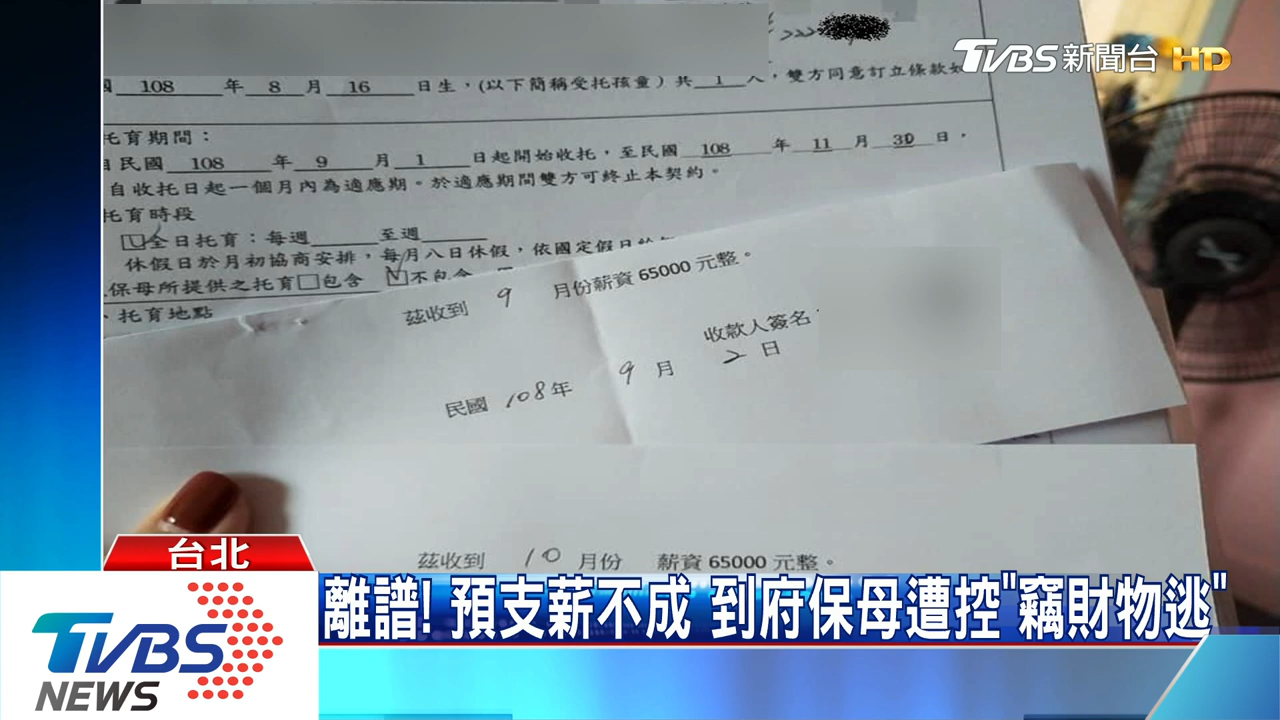 TVBS新聞台HD
108 年 8 月 16 日生，(以下簡稱受托孩童) 共 1 人，雙方同意訂立條款如
托育期間：
自民國 108 年 9 月 1 日起開始收托，至民國 108 年 11 月 30 日，
自收托日起一個月內為適應期。於適應期間雙方可終止本契約。
托育時段
全日托育：每週 至週
休假日於月初協商安排，每月八日休假，依國定假日
保母所提供之托育□包含 不包含
、托育地點
茲收到 9 月份薪資 65000 元整。
收款人簽名
民國 108年 9 月 2 日
茲收到 10 月份 薪資 65000 元整。
台北
離譜! 預支薪不成 到府保母遭控"竊財物逃"
TVBS
NEWS